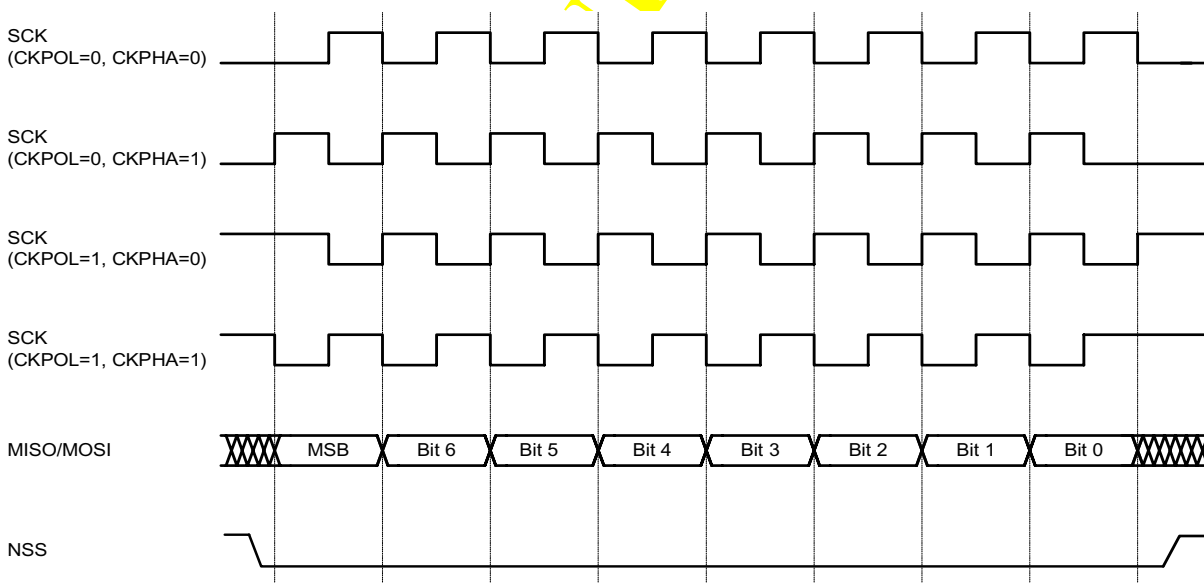 SCK
(CKPOL=0, CKPHA=0)
SCK
(CKPOL=0, CKPHA=1)
SCK
(CKPOL=1, CKPHA=0)
SCK
(CKPOL=1, CKPHA=1)
MISO/MOSI MSB Bit 6 Bit 5 Bit 4 Bit 3 Bit 2 Bit 1 Bit 0
NSS